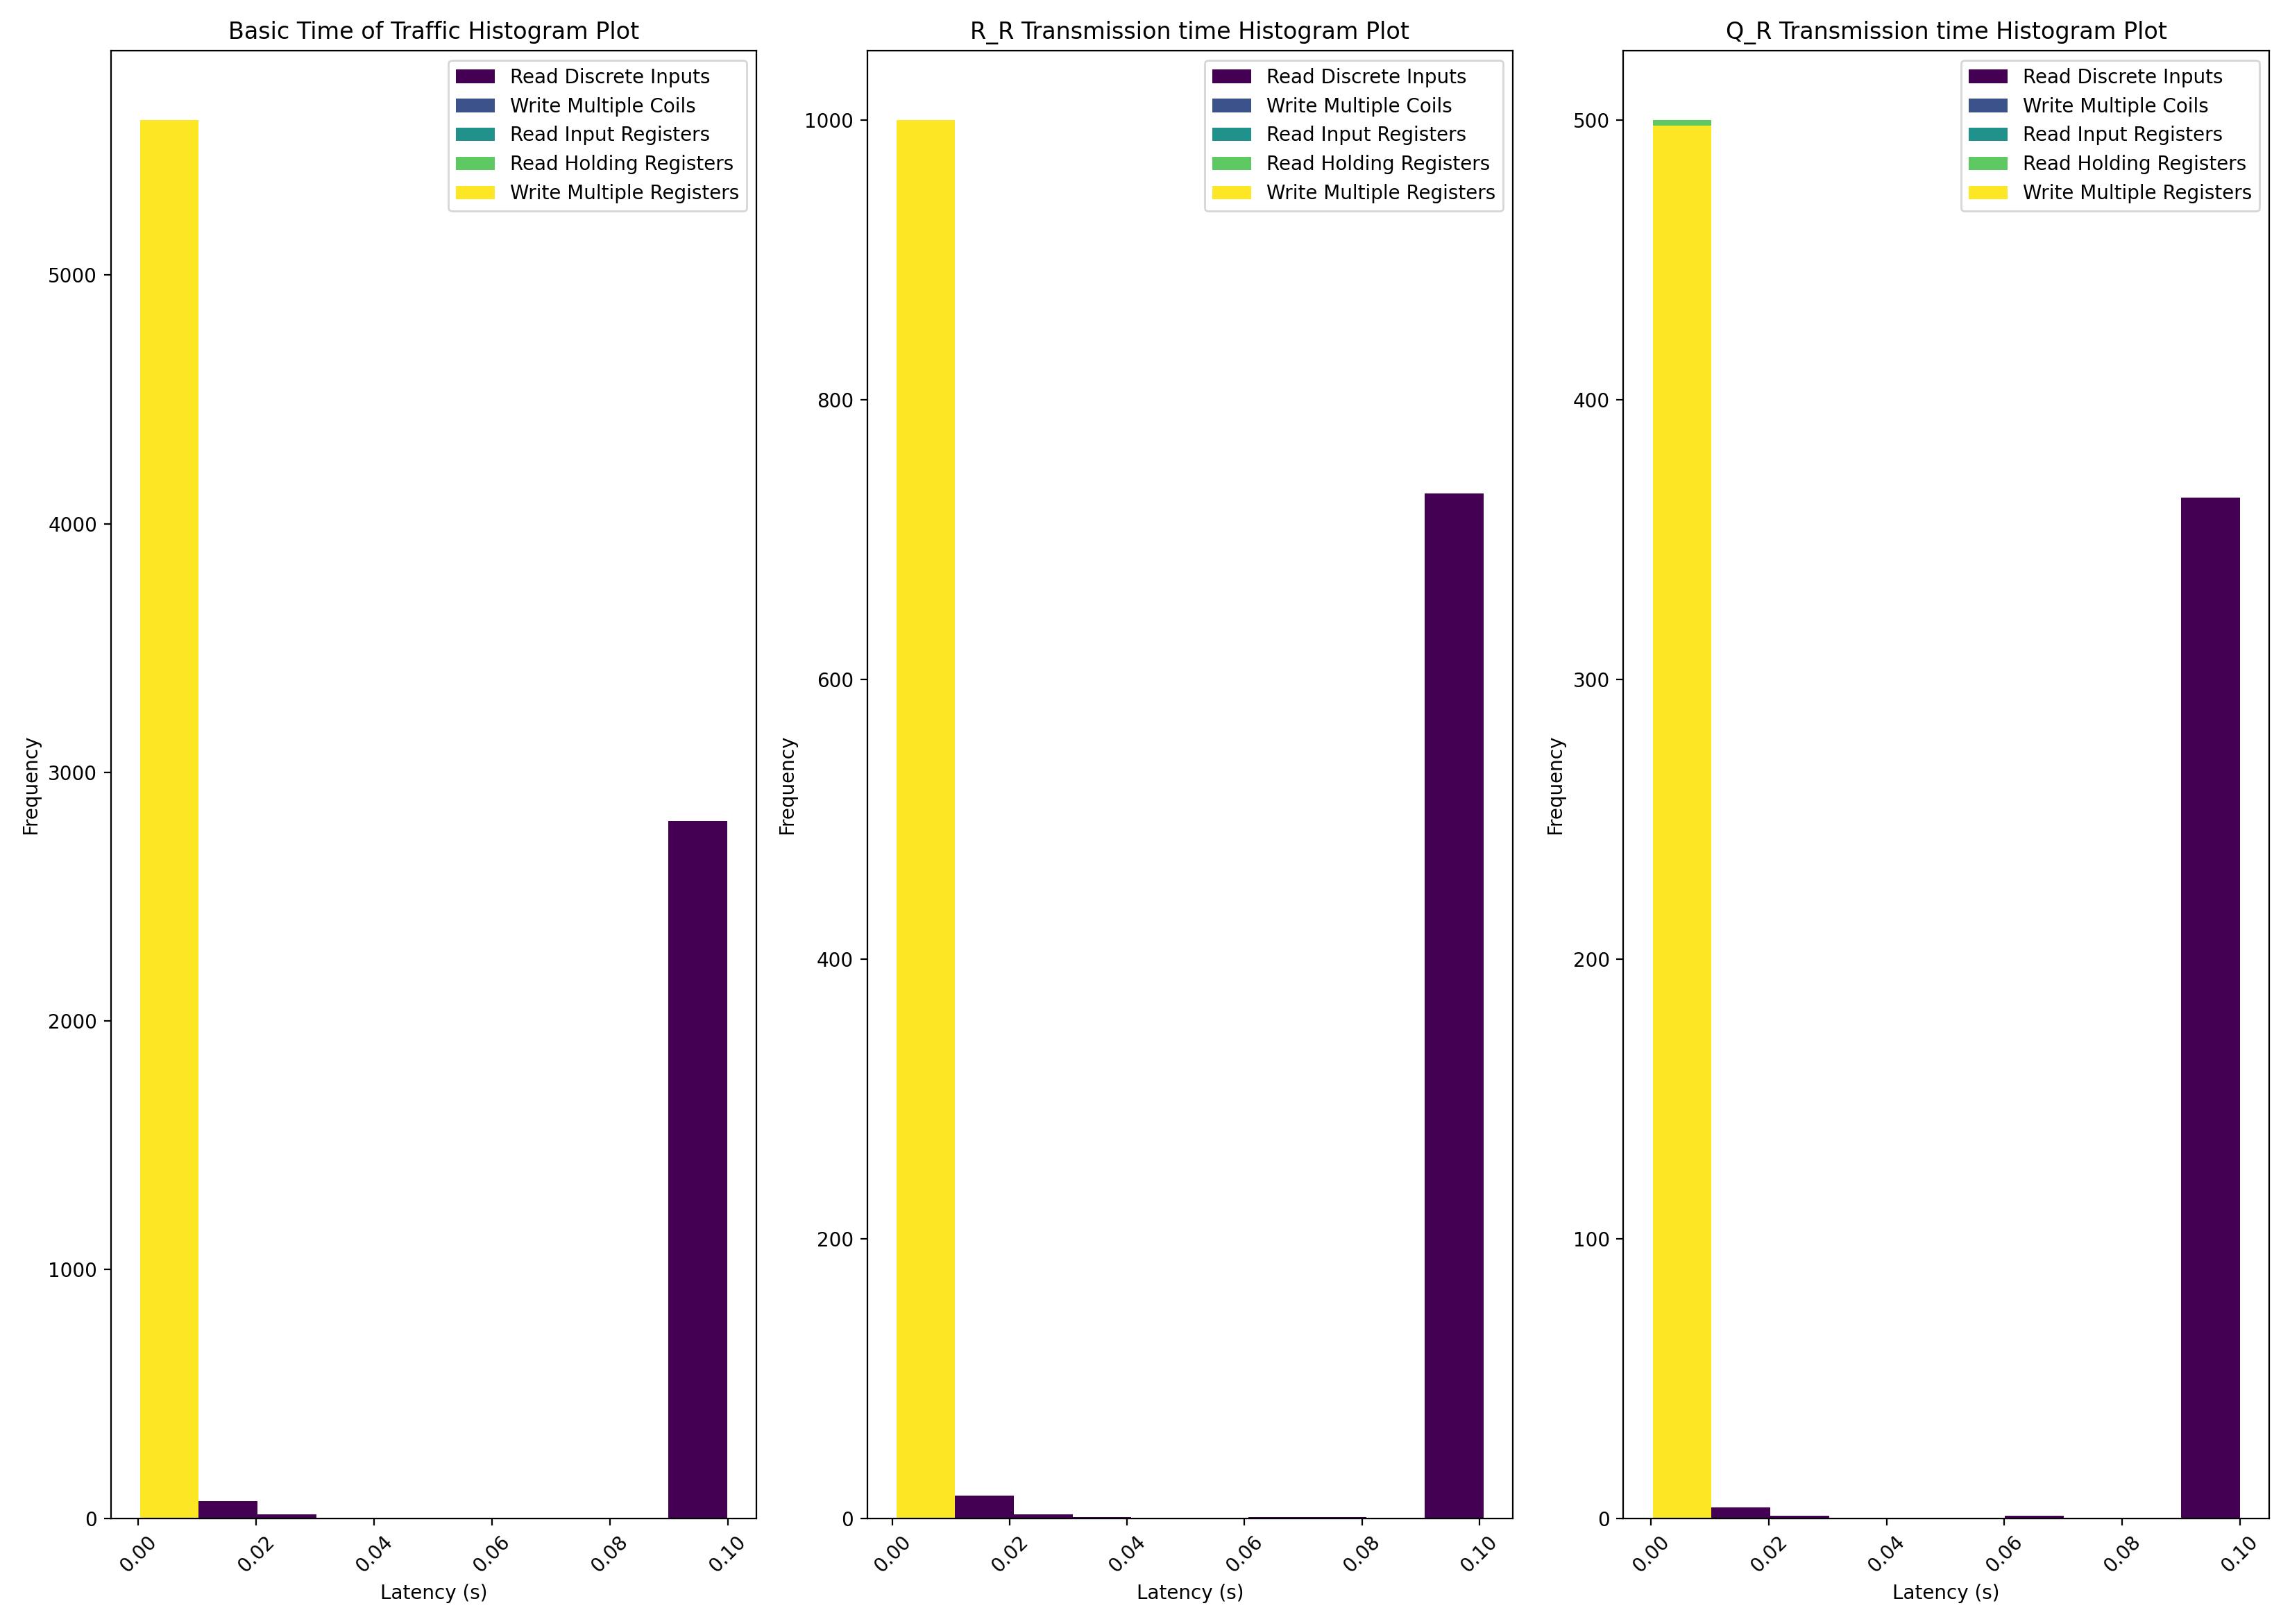 Basic Time of Traffic Histogram Plot
Read Discrete Inputs
Write Multiple Coils
Read Input Registers
Read Holding Registers
Write Multiple Registers
5000
4000
3000
2000
1000
0
Frequency
0.00 0.02 0.04 0.06 0.08 0.10
Latency (s)
R_R Transmission time Histogram Plot
Read Discrete Inputs
Write Multiple Coils
Read Input Registers
Read Holding Registers
Write Multiple Registers
1000
800
600
400
200
0
Frequency
0.00 0.02 0.04 0.06 0.08 0.10
Latency (s)
Q_R Transmission time Histogram Plot
Read Discrete Inputs
Write Multiple Coils
Read Input Registers
Read Holding Registers
Write Multiple Registers
500
400
300
200
100
0
Frequency
0.00 0.02 0.04 0.06 0.08 0.10
Latency (s)